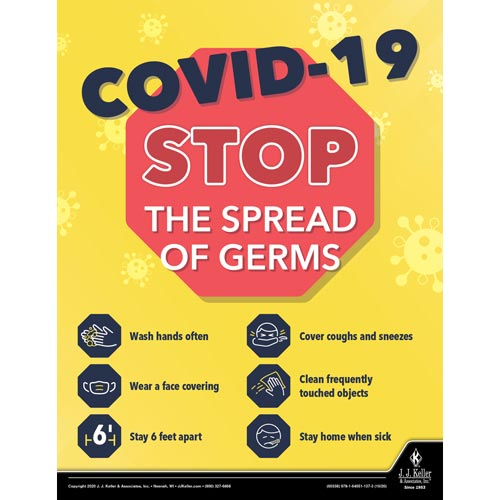 COVID-19
STOP
THE SPREAD
OF GERMS
Wash hands often
Cover coughs and sneezes
Wear a face covering
Clean frequently
touched objects
6'
Stay 6 feet apart
Stay home when sick
J. J. Keller
& Associates, Inc.®
Since 1953
Copyright 2020 J. J. Keller & Associates, Inc. • Neenah, WI • JJKeller.com • (800) 327-6868